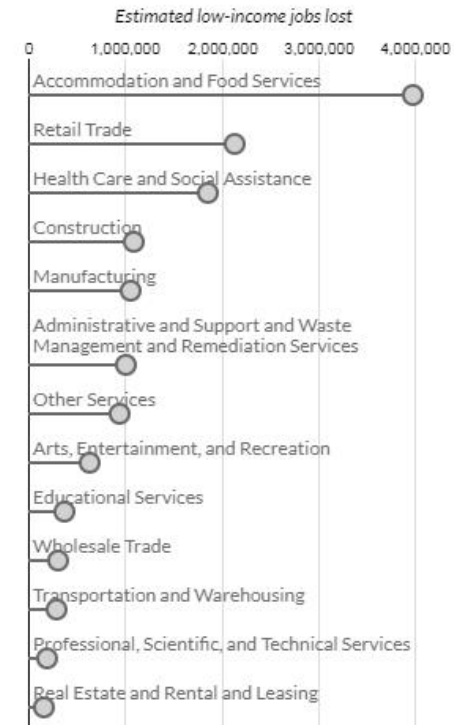 Estimated low-income jobs lost
0 1,000,000 2,000,000 3,000,000 4,000,000
Accommodation and Food Services
Retail Trade
Health Care and Social Assistance
Construction
Manufacturing
Administrative and Support and Waste
Management and Remediation Services
Other Services
Arts, Entertainment, and Recreation
Educational Services
Wholesale Trade
Transportation and Warehousing
Professional, Scientific, and Technical Services
Real Estate and Rental and Leasing